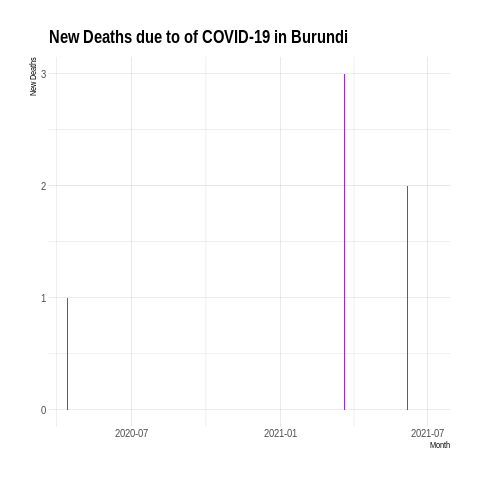 New Deaths due to of COVID-19 in Burundi
New Deaths
3
2
1
0
2020-07
2021-01
2021-07
Month